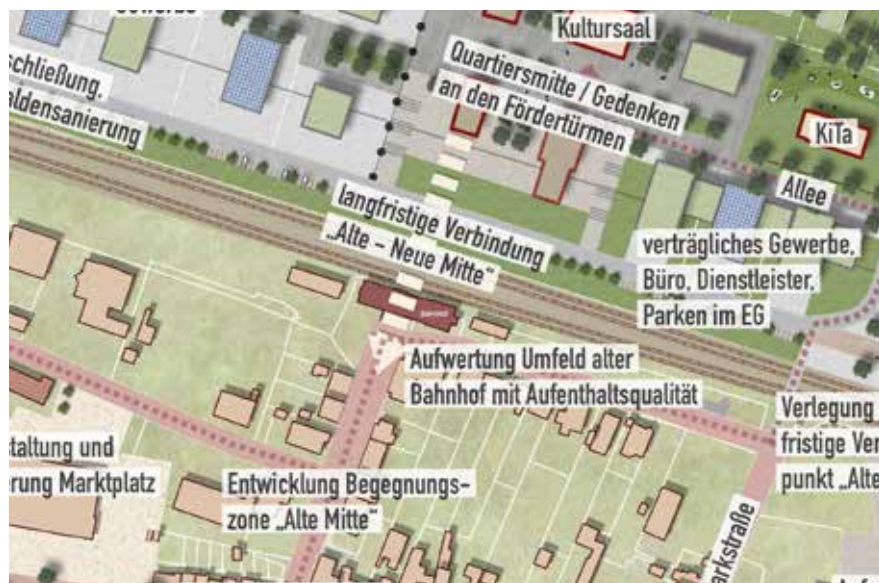 Kultursaal
Quartiersmitte / Gedenken
an den Fördertürmen
schließung,
aldensanierung
KiTa
Allee
langfristige Verbindung
„Alte – Neue Mitte“
verträgliches Gewerbe,
Büro, Dienstleister,
Parken im EG
Bahnhof
Aufwertung Umfeld alter
Bahnhof mit Aufenthaltsqualität
Verlegung
fristige Ver
punkt „Alte
staltung und
erung Marktplatz
Entwicklung Begegnungs-
zone „Alte Mitte“
arkstraße